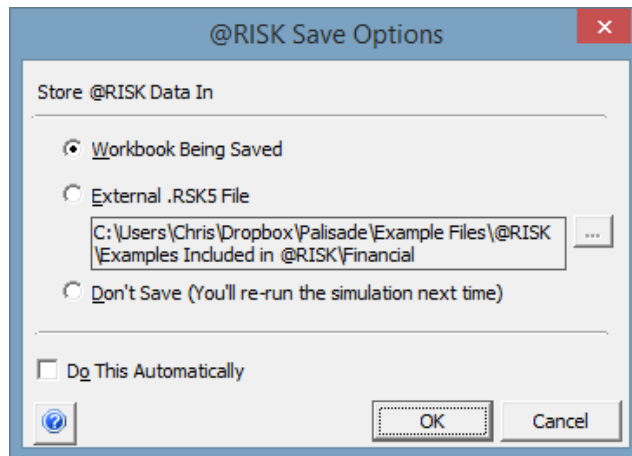 @RISK Save Options
Store @RISK Data In
Workbook Being Saved
External .RSK5 File
C:\Users\Chris\Dropbox\Palisade\Example Files\@RISK
\Examples Included in @RISK\Financial
...
Don't Save (You'll re-run the simulation next time)
Do This Automatically
OK
Cancel